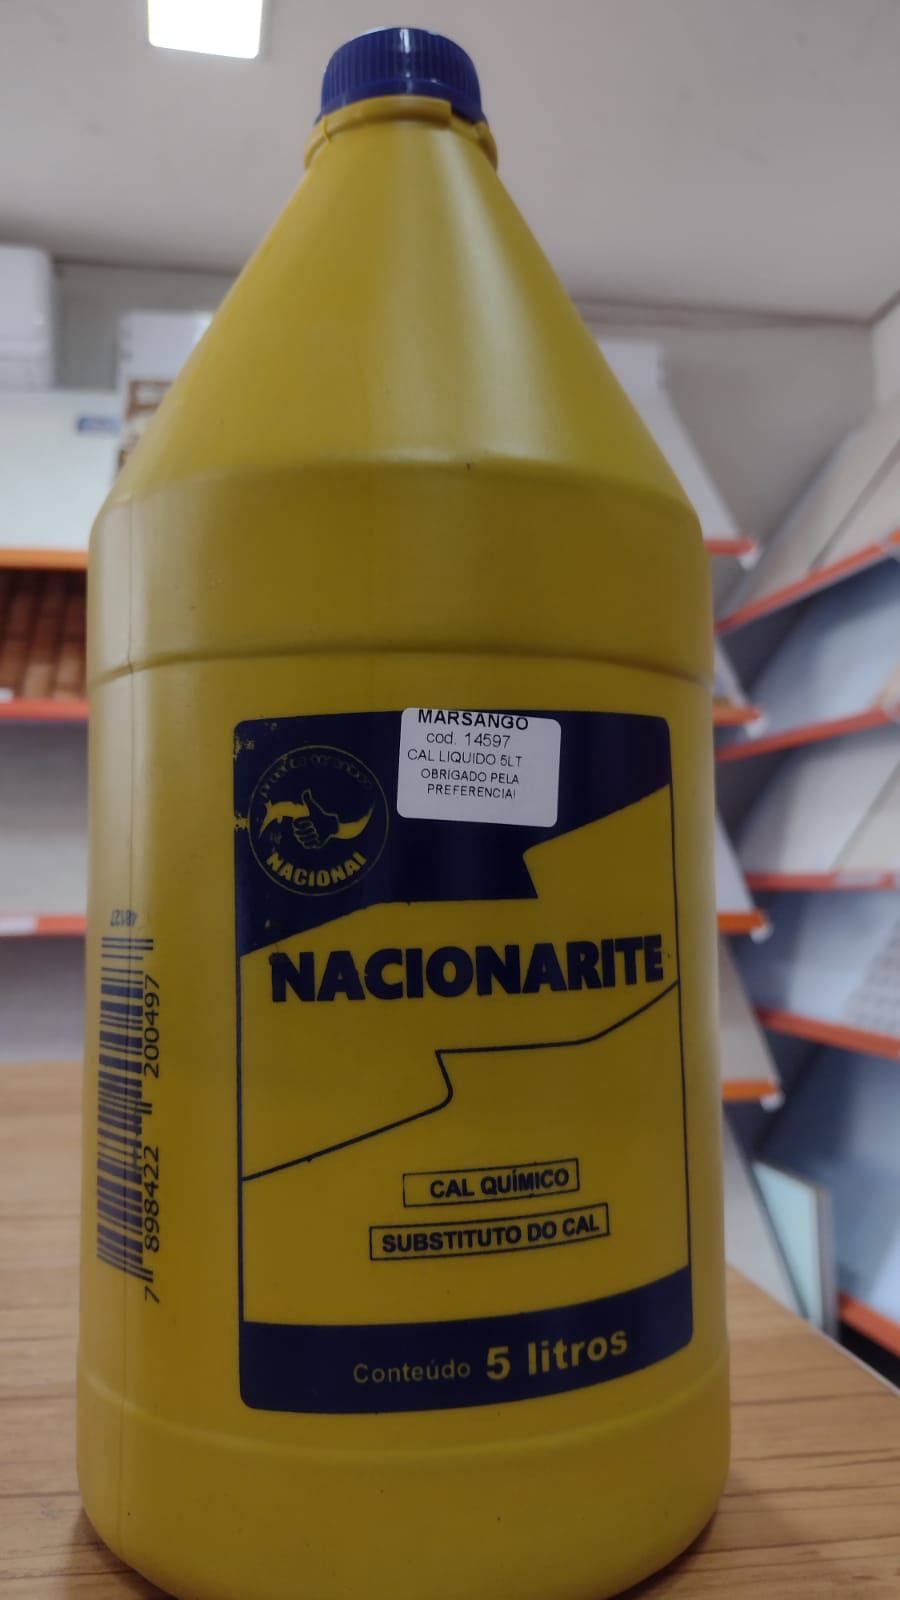 MARSANGO
cod. 14597
CAL LIQUIDO 5LT
OBRIGADO PELA
PREFERENCIA!
NACIONAL
NACIONARITE
CAL QUÍMICO
SUBSTITUTO DO CAL
Conteúdo 5 litros
7 898422 200497